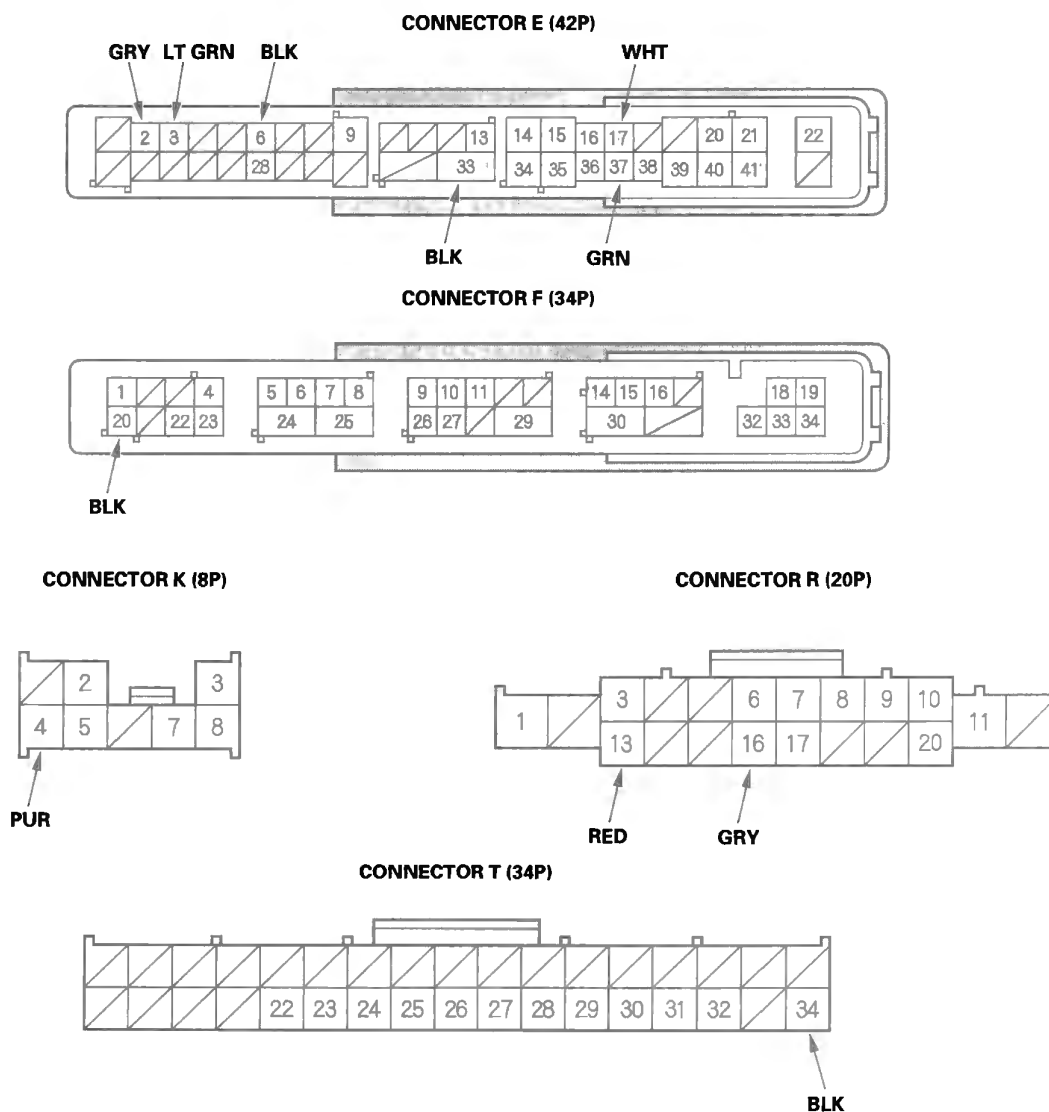 CONNECTOR E (42P)
GRY LT GRN BLK WHT
2 3 6 9 13 14 15 16 17 20 21 22
28 33 34 35 36 37 38 39 40 41
BLK GRN
CONNECTOR F (34P)
1 4 5 6 7 8 9 10 11 14 15 16 18 19
20 22 23 24 25 26 27 29 30 32 33 34
BLK
CONNECTOR K (8P) CONNECTOR R (20P)
2 3
4 5 7 8
PUR
3 6 7 8 9 10
1 11
13 16 17 20
RED GRY
CONNECTOR T (34P)
22 23 24 25 26 27 28 29 30 31 32 34
BLK